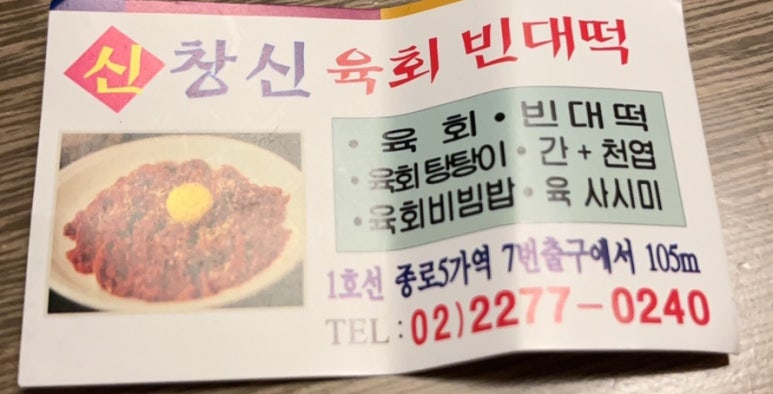 신 창신 육회 빈대떡
· 육 회 · 빈 대 떡
· 육회 탕탕이 · 간 + 천엽
· 육회비빔밥 · 육 사시미
1호선 종로5가역 7번출구에서 105m
TEL : 02)2277-0240